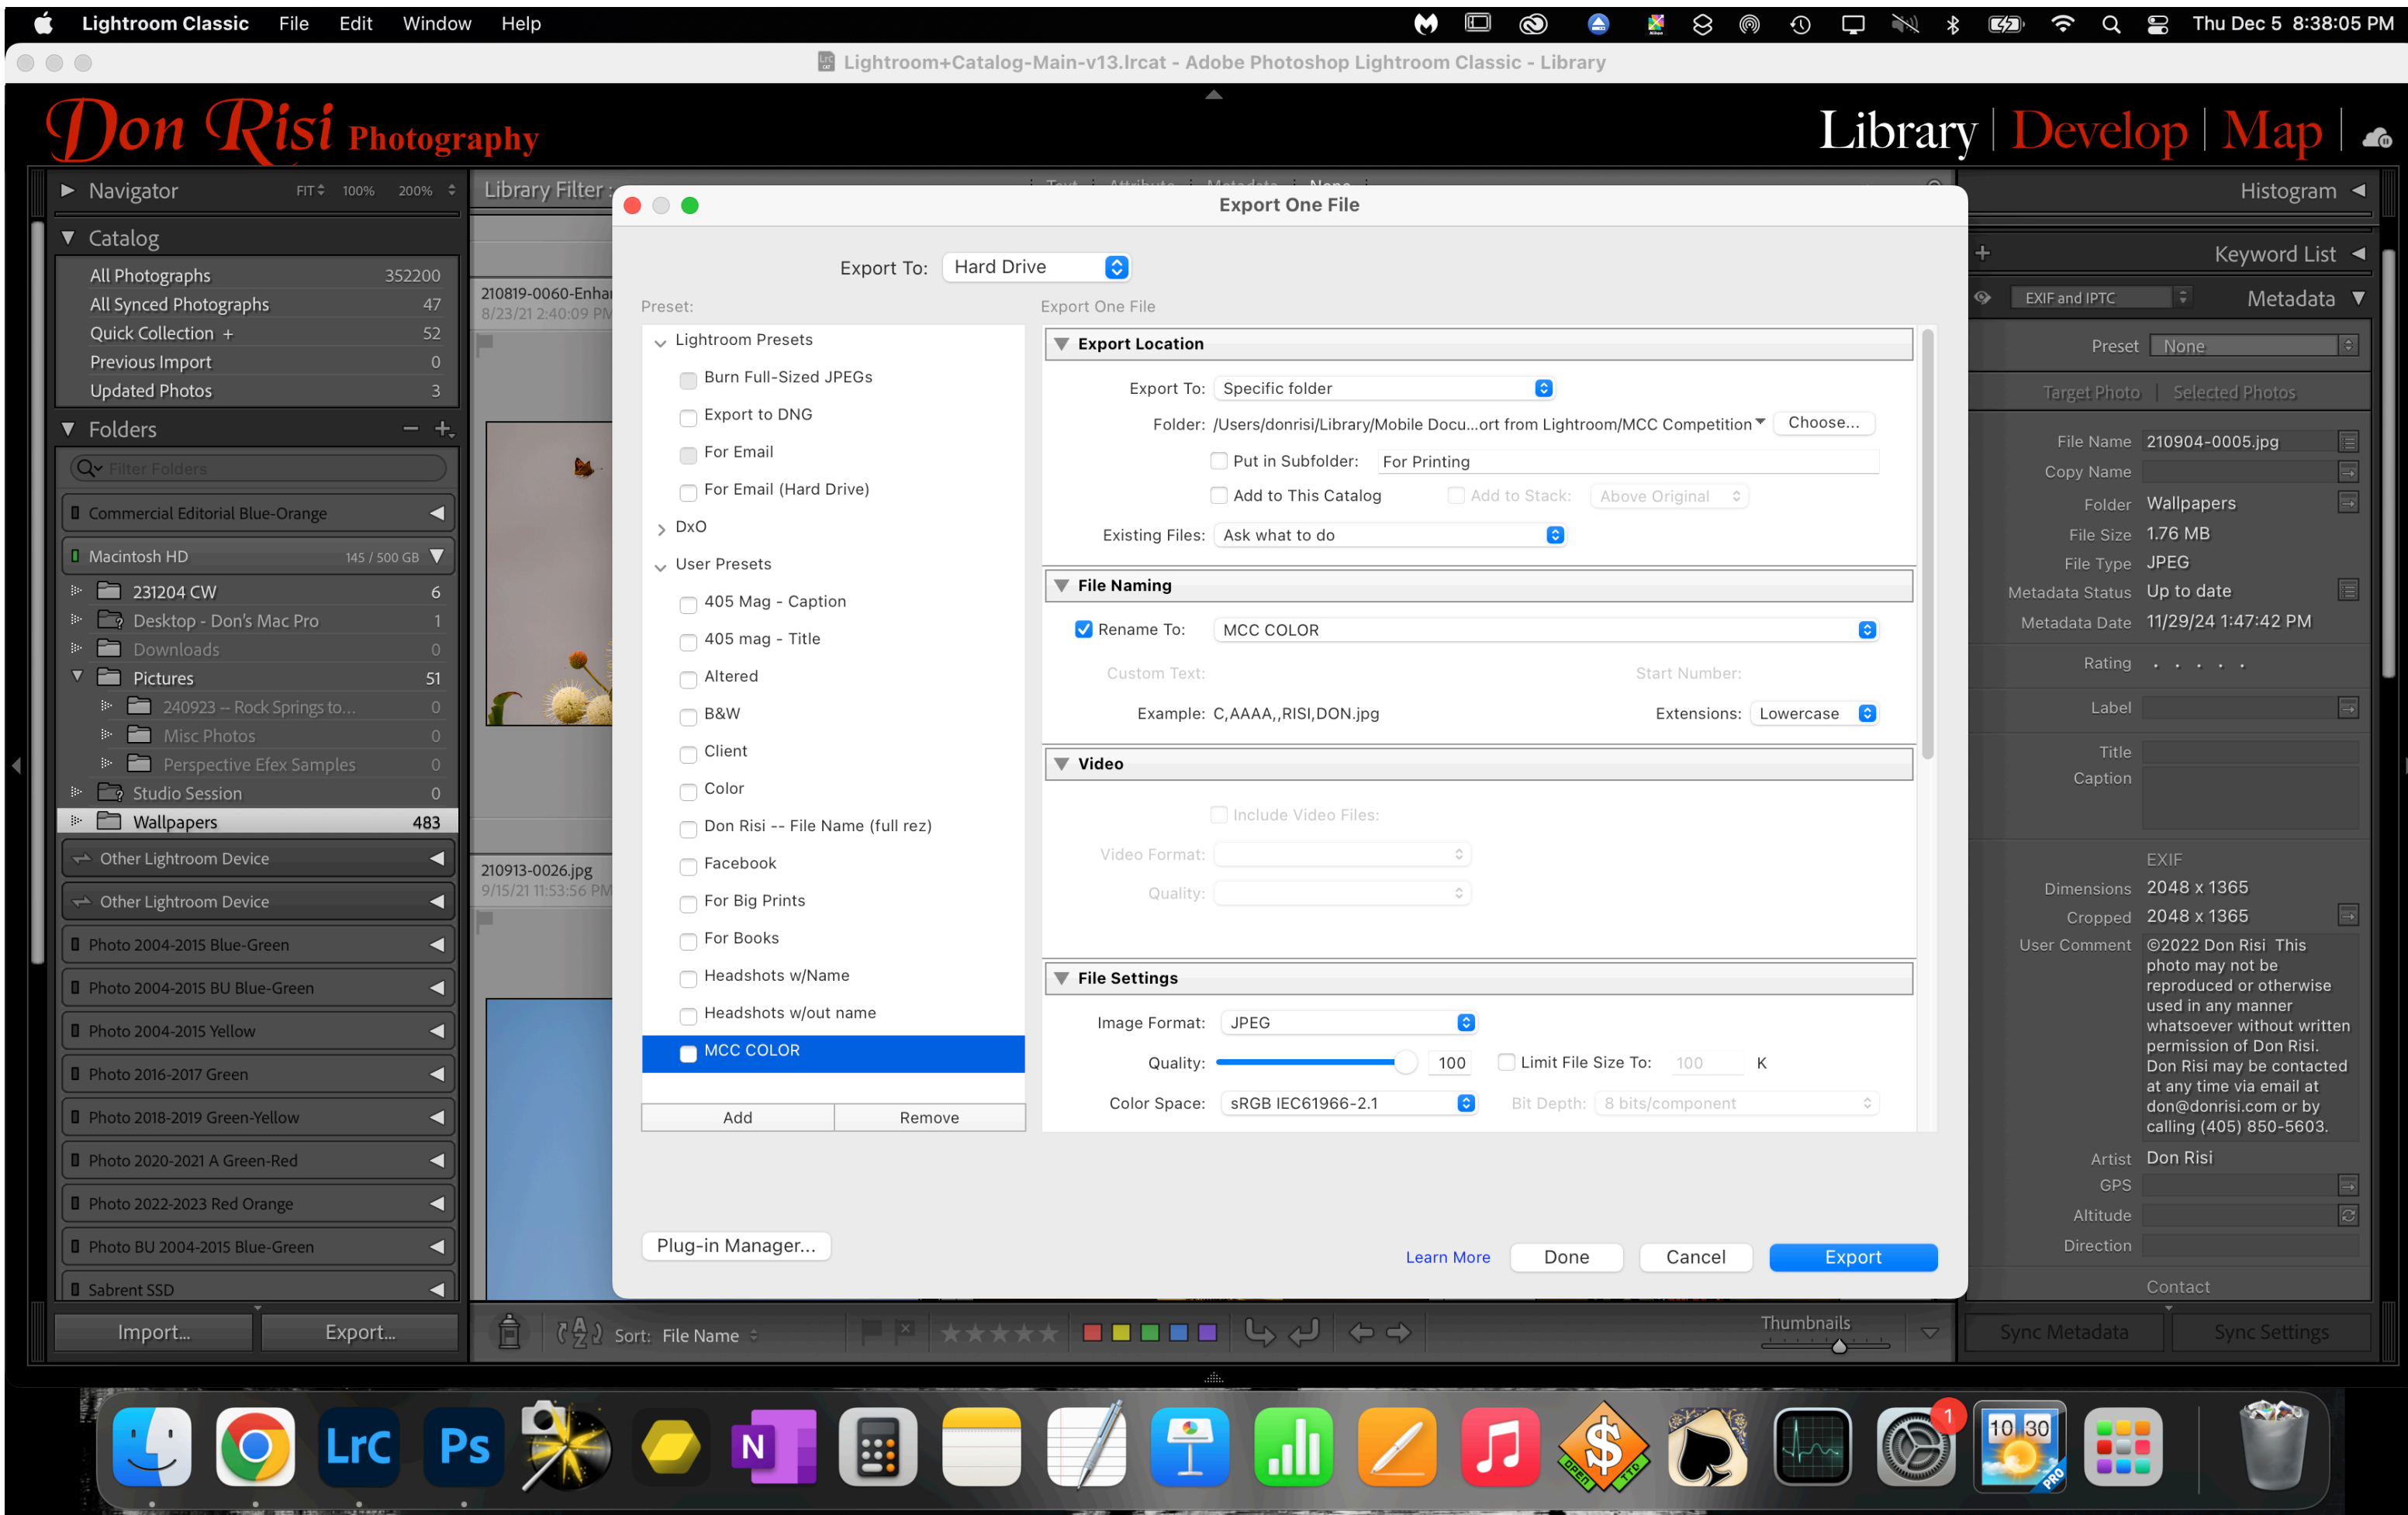 Lightroom Classic File Edit Window Help Thu Dec 5 8:38:05 PM
Lightroom+Catalog-Main-v13.lrcat - Adobe Photoshop Lightroom Classic - Library
Don Risi Photography
Library | Develop | Map |
Navigator FIT 100% 200%
Catalog
All Photographs 352200
All Synced Photographs 47
Quick Collection + 52
Previous Import 0
Updated Photos 3
Folders
Filter Folders
Commercial Editorial Blue-Orange
Macintosh HD 145 / 500 GB
231204 CW 6
Desktop - Don's Mac Pro 1
Downloads 0
Pictures 51
240923 -- Rock Springs to... 0
Misc Photos 0
Perspective Efex Samples 0
Studio Session 0
Wallpapers 483
Other Lightroom Device
Other Lightroom Device
Photo 2004-2015 Blue-Green
Photo 2004-2015 BU Blue-Green
Photo 2004-2015 Yellow
Photo 2016-2017 Green
Photo 2018-2019 Green-Yellow
Photo 2020-2021 A Green-Red
Photo 2022-2023 Red Orange
Photo BU 2004-2015 Blue-Green
Sabrent SSD
Import... Export...
Library Filter :
210819-0060-Enha
8/23/21 2:40:09 PM
210913-0026.jpg
9/15/21 11:53:56 PM
Export One File
Export To: Hard Drive
Preset:
Lightroom Presets
Burn Full-Sized JPEGs
Export to DNG
For Email
For Email (Hard Drive)
DxO
User Presets
405 Mag - Caption
405 mag - Title
Altered
B&W
Client
Color
Don Risi -- File Name (full rez)
Facebook
For Big Prints
For Books
Headshots w/Name
Headshots w/out name
MCC COLOR
Add Remove
Plug-in Manager...
Export One File
Export Location
Export To: Specific folder
Folder: /Users/donrisi/Library/Mobile Docu...ort from Lightroom/MCC Competition Choose...
Put in Subfolder: For Printing
Add to This Catalog Add to Stack: Above Original
Existing Files: Ask what to do
File Naming
Rename To: MCC COLOR
Custom Text: Start Number:
Example: C,AAAA,,RISI,DON.jpg Extensions: Lowercase
Video
Include Video Files:
Video Format:
Quality:
File Settings
Image Format: JPEG
Quality: 100 Limit File Size To: 100 K
Color Space: sRGB IEC61966-2.1 Bit Depth: 8 bits/component
Learn More Done Cancel Export
Sort: File Name
Thumbnails
Histogram
Keyword List
EXIF and IPTC Metadata
Preset None
Target Photo | Selected Photos
File Name 210904-0005.jpg
Copy Name
Folder Wallpapers
File Size 1.76 MB
File Type JPEG
Metadata Status Up to date
Metadata Date 11/29/24 1:47:42 PM
Rating
Label
Title
Caption
EXIF
Dimensions 2048 x 1365
Cropped 2048 x 1365
User Comment ©2022 Don Risi This
photo may not be
reproduced or otherwise
used in any manner
whatsoever without written
permission of Don Risi.
Don Risi may be contacted
at any time via email at
don@donrisi.com or by
calling (405) 850-5603.
Artist Don Risi
GPS
Altitude
Direction
Contact
Sync Metadata Sync Settings
LrC Ps N OPEN OTTO 1 10 30 PRO